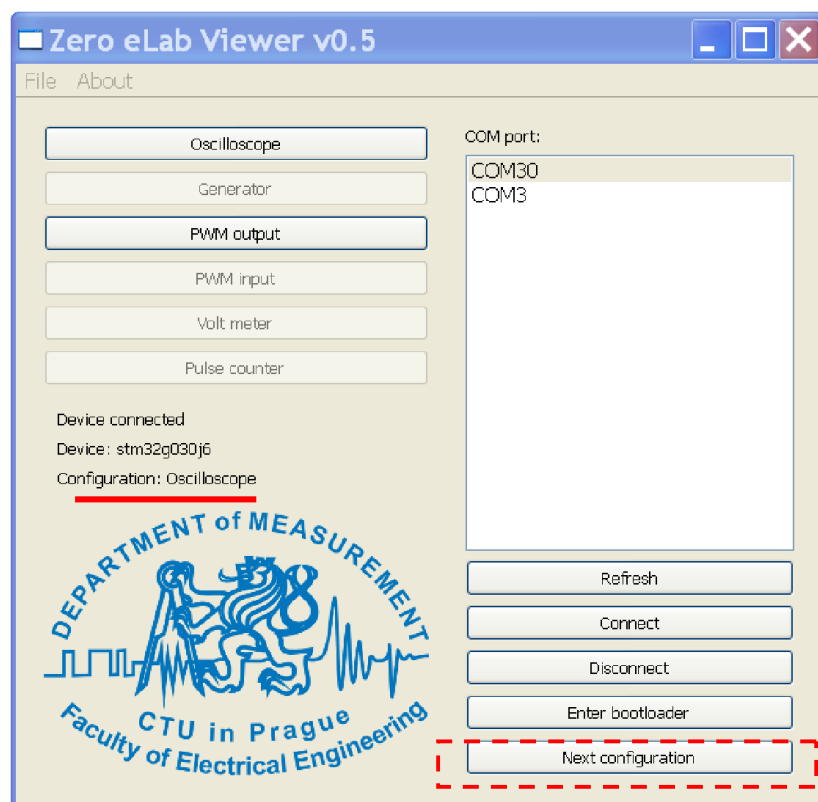 Zero eLab Viewer v0.5
File About
Oscilloscope
Generator
PWM output
PWM input
Volt meter
Pulse counter
Device connected
Device: stm32g030j6
Configuration: Oscilloscope
DEPARTMENT of MEASUREMENT
CTU in Prague
Faculty of Electrical Engineering
COM port:
COM30
COM3
Refresh
Connect
Disconnect
Enter bootloader
Next configuration